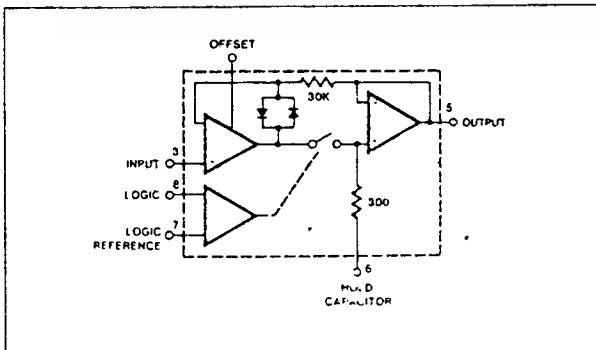 OFFSET
30K
5
OUTPUT
3
INPUT
8
LOGIC
7
LOGIC
REFERENCE
300
6
CAPACITOR